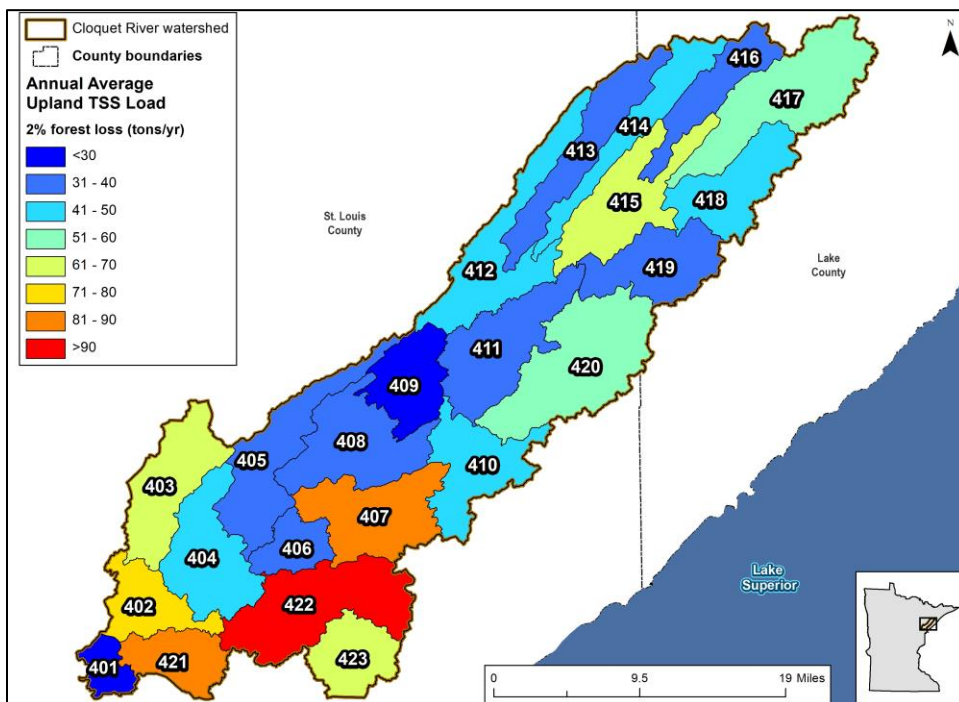 Cloquet River watershed
County boundaries
Annual Average
Upland TSS Load
2% forest loss (tons/yr)
<30
31 - 40
41 - 50
51 - 60
61 - 70
71 - 80
81 - 90
>90
N
416
417
414
413
415
418
St. Louis
County
412
419
Lake
County
411
420
409
408
405
410
403
407
404
406
402
422
Lake
Superior
423
421
401
0
9.5
19 Miles